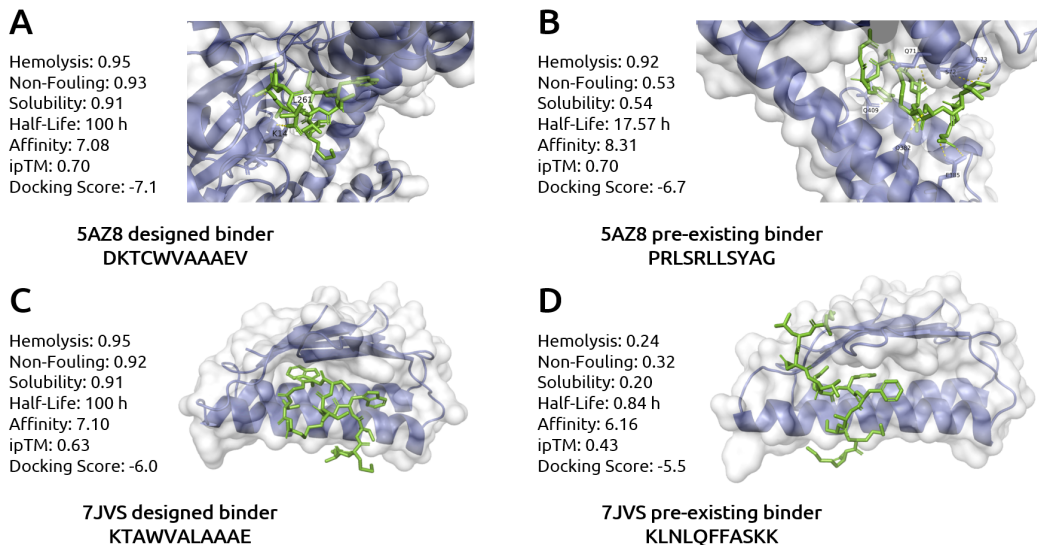 A
Hemolysis: 0.95
Non-Fouling: 0.93
Solubility: 0.91
Half-Life: 100 h
Affinity: 7.08
ipTM: 0.70
Docking Score: -7.1
L261
K14
5AZ8 designed binder
DKTCWVAAAEV
B
Hemolysis: 0.92
Non-Fouling: 0.53
Solubility: 0.54
Half-Life: 17.57 h
Affinity: 8.31
ipTM: 0.70
Docking Score: -6.7
Q409
5AZ8 pre-existing binder
PRLSRLLSYAG
C
Hemolysis: 0.95
Non-Fouling: 0.92
Solubility: 0.91
Half-Life: 100 h
Affinity: 7.10
ipTM: 0.63
Docking Score: -6.0
7JVS designed binder
KTAWVALAAAE
D
Hemolysis: 0.24
Non-Fouling: 0.32
Solubility: 0.20
Half-Life: 0.84 h
Affinity: 6.16
ipTM: 0.43
Docking Score: -5.5
7JVS pre-existing binder
KLNLQFFASKK